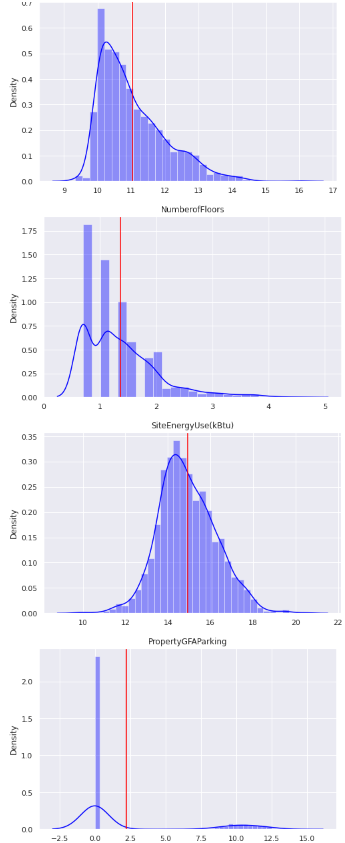 0.7
0.6
0.5
0.4
0.3
0.2
0.1
0.0
Density
9 10 11 12 13 14 15 16 17
NumberofFloors
1.75
1.50
1.25
1.00
0.75
0.50
0.25
0.00
Density
0 1 2 3 4 5
SiteEnergyUse(kBtu)
0.35
0.30
0.25
0.20
0.15
0.10
0.05
0.00
Density
10 12 14 16 18 20 22
PropertyGFAParking
2.0
1.5
1.0
0.5
0.0
Density
−2.5 0.0 2.5 5.0 7.5 10.0 12.5 15.0